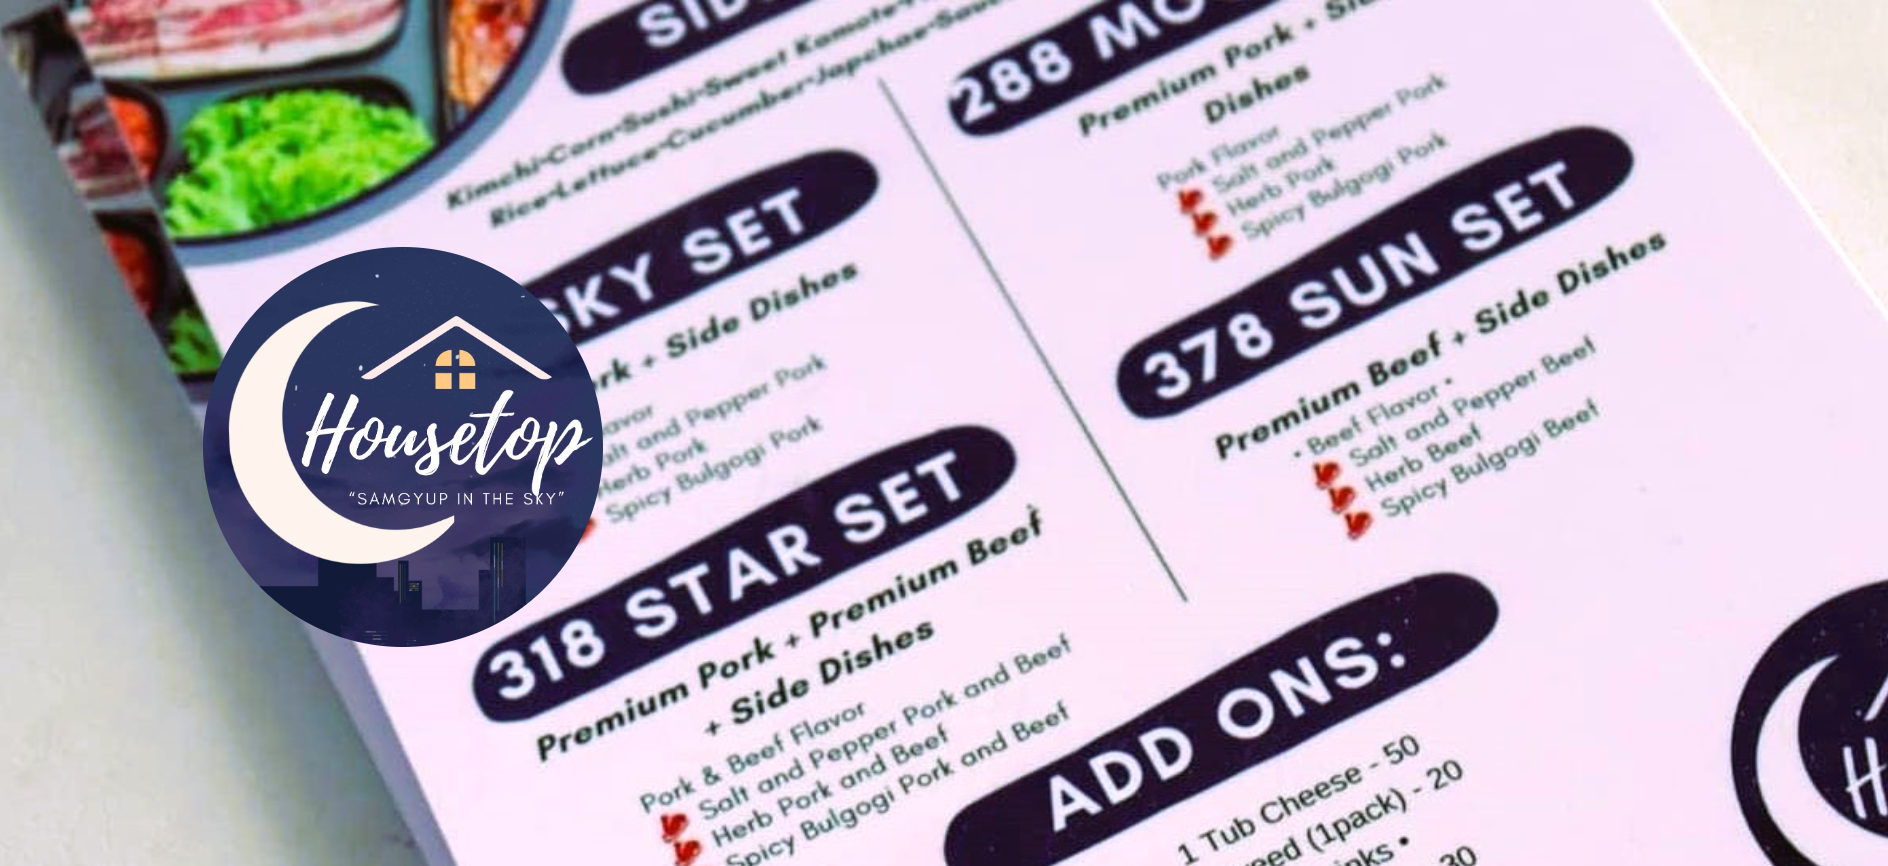 Kimchi•Corn•Sushi•Sweet Kamote
Rice•Lettuce•Cucumber•Japchae
SKY SET
+ Side Dishes
and Pepper Pork
Herb Pork
Spicy Bulgogi Pork
318 STAR SET
Premium Pork + Premium Beef
+ Side Dishes
Pork & Beef Flavor
Salt and Pepper Pork and Beef
Herb Pork and Beef
Spicy Bulgogi Pork and Beef
288
Premium Pork +
Dishes
Pork Flavor
Salt and Pepper Pork
Herb Pork
Spicy Bulgogi Pork
378 SUN SET
Premium Beef + Side Dishes
• Beef Flavor •
Salt and Pepper Beef
Herb Beef
Spicy Bulgogi Beef
ADD ONS:
1 Tub Cheese - 50
(1pack) - 20
30
Housetop
“SAMGYUP IN THE SKY”